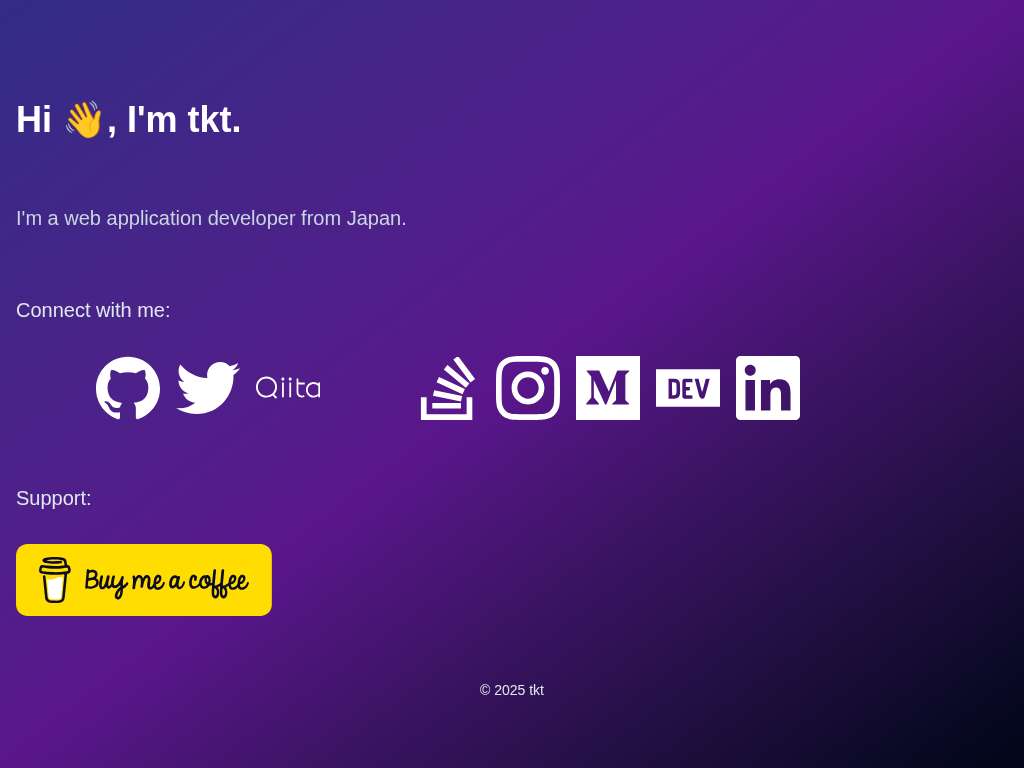 Hi 👋, I'm tkt.
I'm a web application developer from Japan.
Connect with me:
Qiita
M
DEV
in
Support:
Buy me a coffee
© 2025 tkt